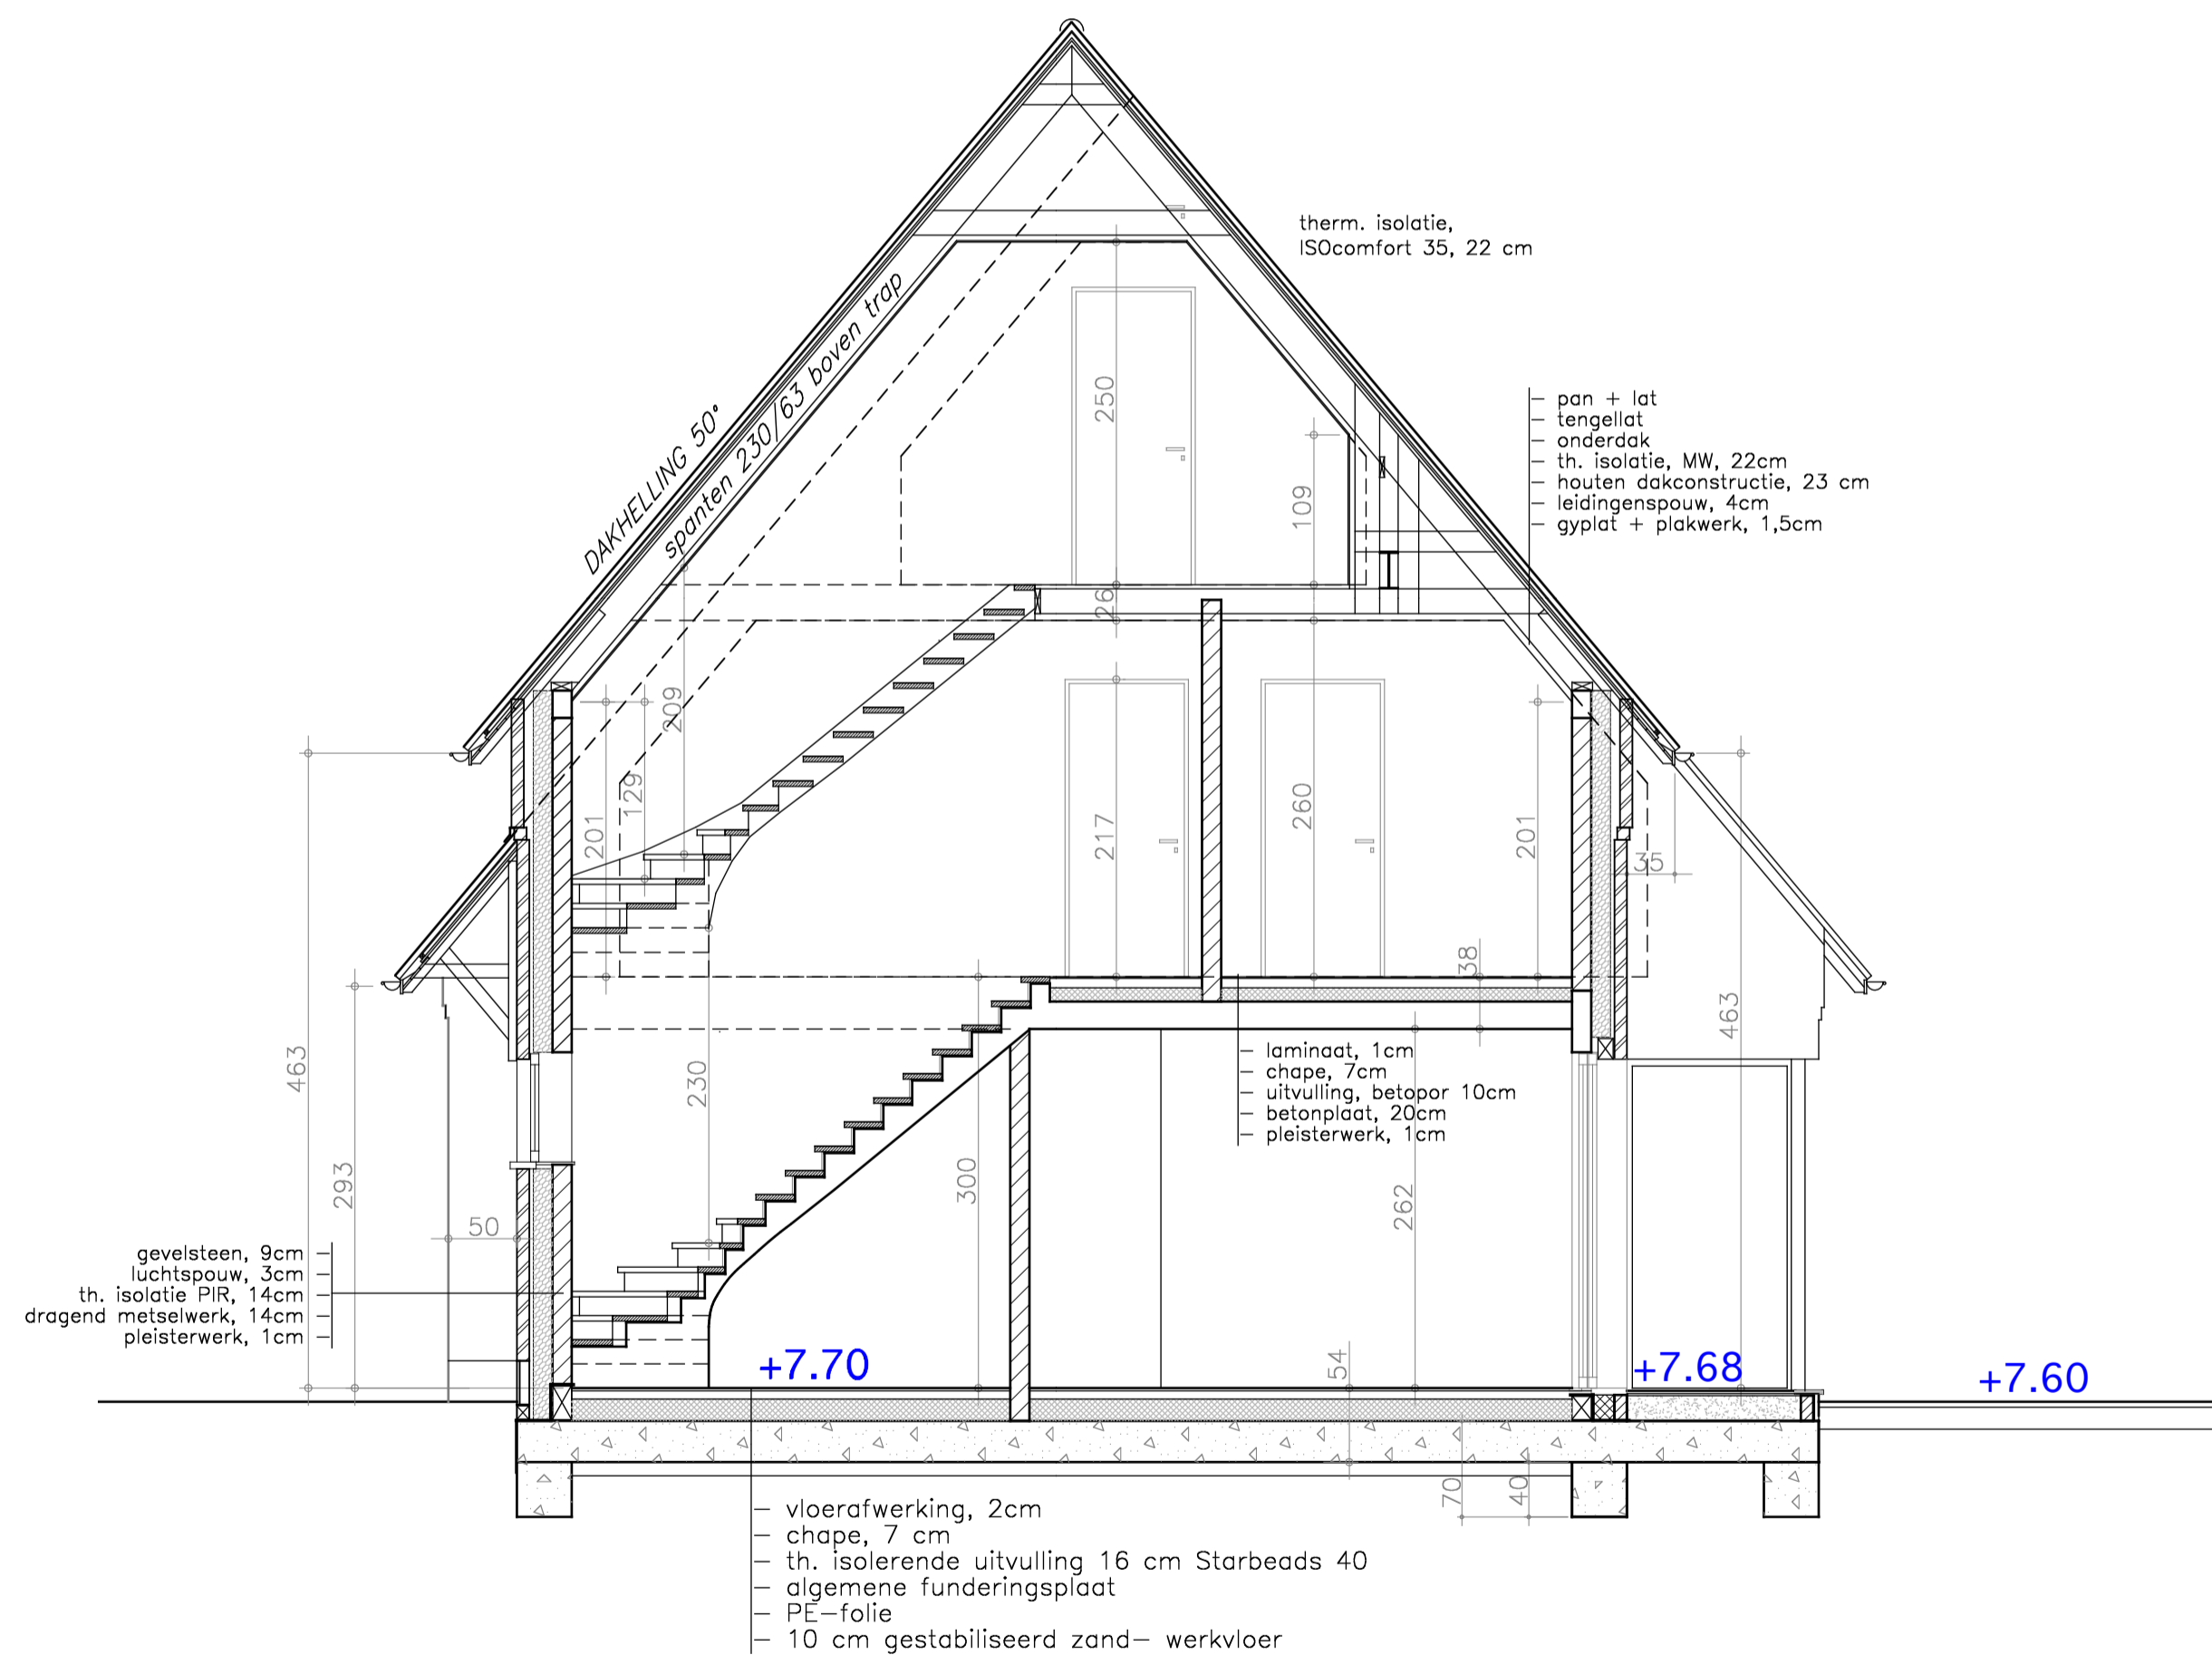 therm. isolatie,
ISOcomfort 35, 22 cm
DAKHELLING 50°
spanten 230/63 boven trap
250
109
26
pan + lat
tengellat
onderdak
th. isolatie, MW, 22cm
houten dakconstructie, 23 cm
leidingenspouw, 4cm
gyplat + plakwerk, 1,5cm
209
129
201
217
260
201
35
38
463
293
50
230
300
262
463
laminaat, 1cm
chape, 7cm
uitvulling, betopor 10cm
betonplaat, 20cm
pleisterwerk, 1cm
gevelsteen, 9cm
luchtspouw, 3cm
th. isolatie PIR, 14cm
dragend metselwerk, 14cm
pleisterwerk, 1cm
+7.70
54
+7.68
+7.60
70
40
vloerafwerking, 2cm
chape, 7 cm
th. isolerende uitvulling 16 cm Starbeads 40
algemene funderingsplaat
PE-folie
10 cm gestabiliseerd zand- werkvloer